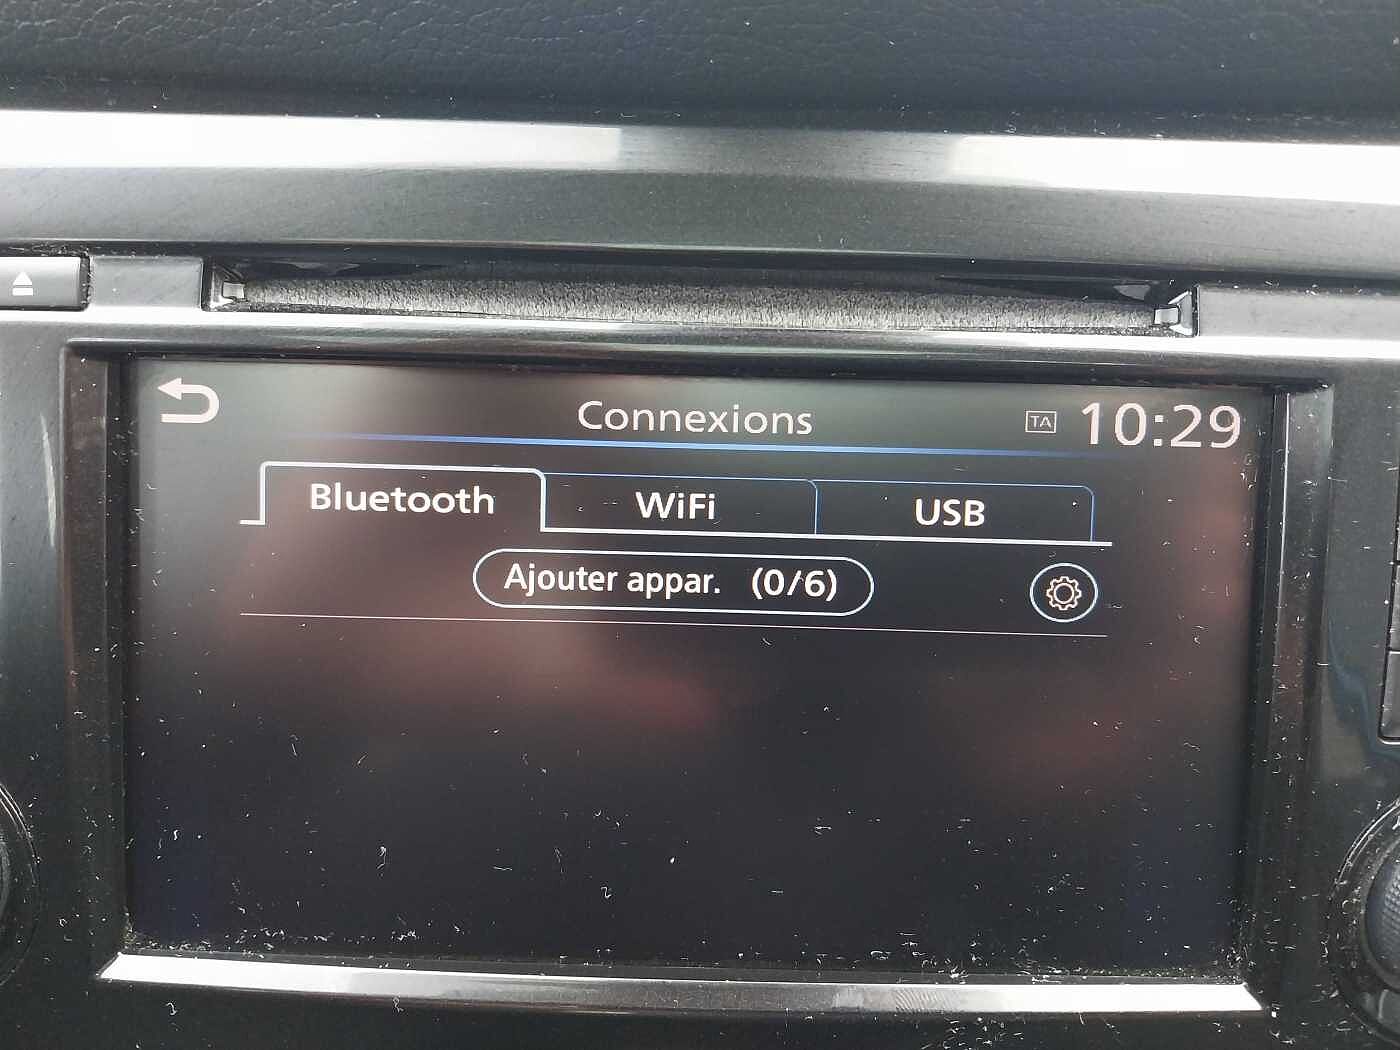 Connexions
TA 10:29
Bluetooth WiFi USB
Ajouter appar. (0/6)